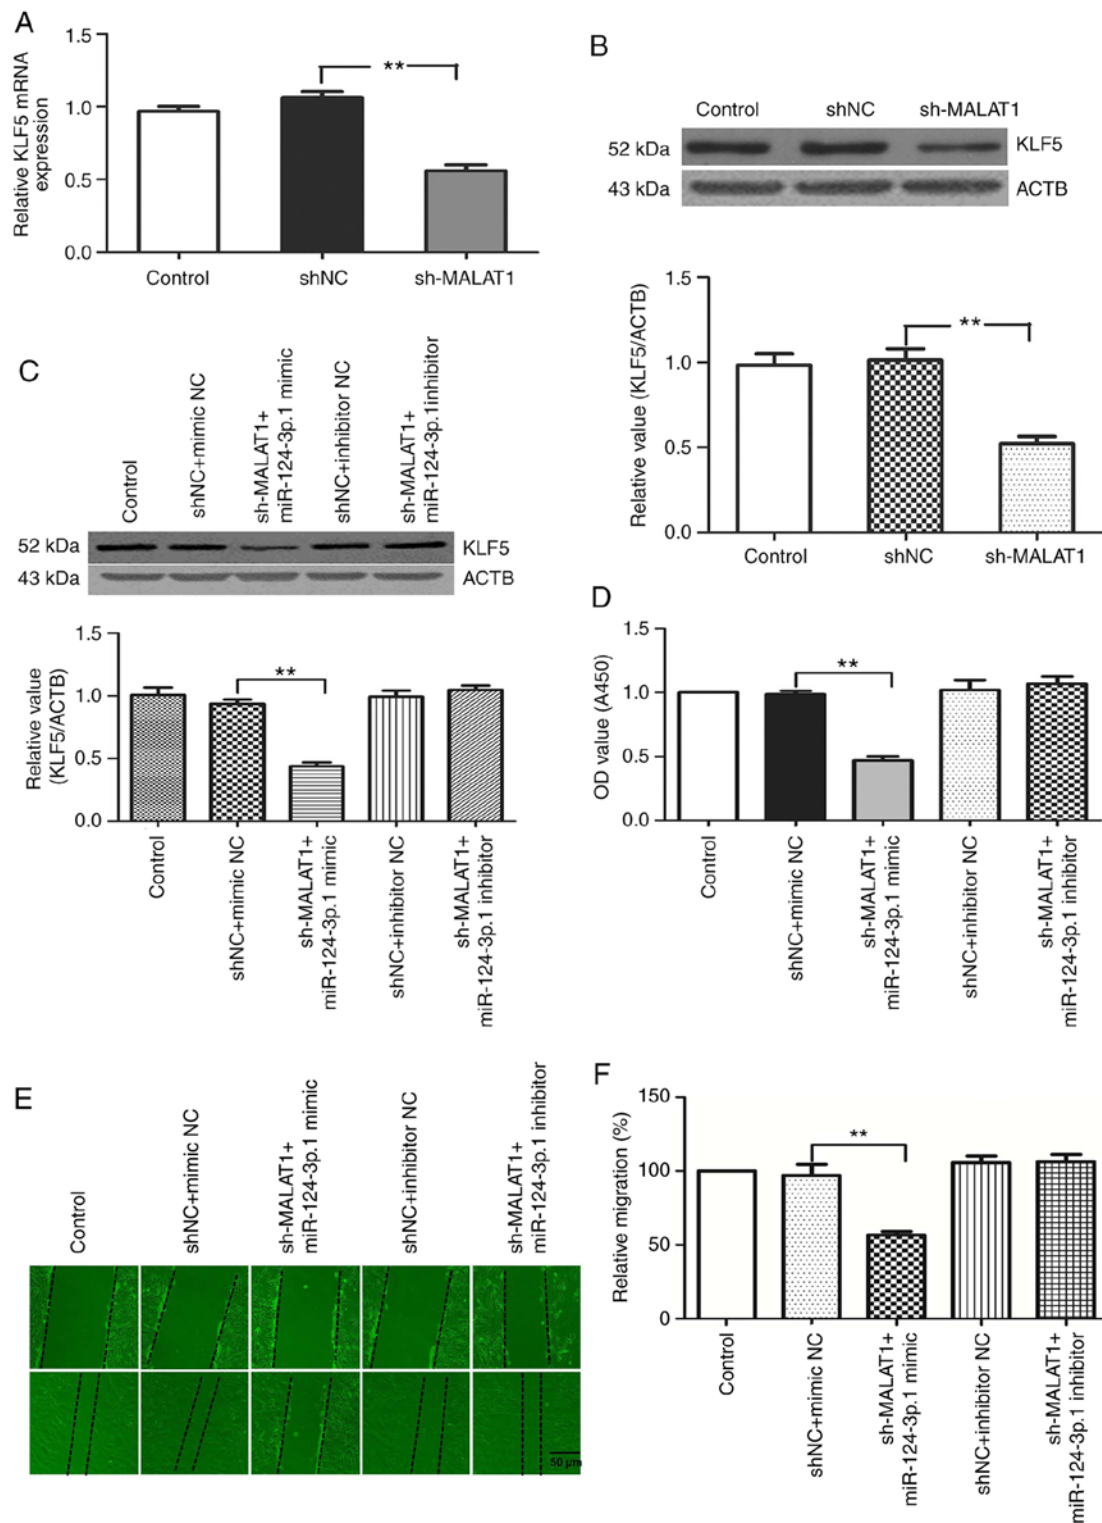 A
Relative KLF5 mRNA
expression
1.5
1.0
0.5
0.0
**
Control
shNC
sh-MALAT1
B
Control
shNC
sh-MALAT1
52 kDa
KLF5
43 kDa
ACTB
Relative value (KLF5/ACTB)
1.5
1.0
0.5
0.0
**
Control
shNC
sh-MALAT1
C
Control
shNC+mimic NC
sh-MALAT1+
miR-124-3p.1 mimic
shNC+inhibitor NC
sh-MALAT1+
miR-124-3p.1inhibitor
52 kDa
KLF5
43 kDa
ACTB
Relative value
(KLF5/ACTB)
1.5
1.0
0.5
0.0
**
Control
shNC+mimic NC
sh-MALAT1+
miR-124-3p.1 mimic
shNC+inhibitor NC
sh-MALAT1+
miR-124-3p.1 inhibitor
D
OD value (A450)
1.5
1.0
0.5
0.0
**
Control
shNC+mimic NC
sh-MALAT1+
miR-124-3p.1 mimic
shNC+inhibitor NC
sh-MALAT1+
miR-124-3p.1 inhibitor
E
Control
shNC+mimic NC
sh-MALAT1+
miR-124-3p.1 mimic
shNC+inhibitor NC
sh-MALAT1+
miR-124-3p.1 inhibitor
50 µm
F
Relative migration (%)
150
100
50
0
**
Control
shNC+mimic NC
sh-MALAT1+
miR-124-3p.1 mimic
shNC+inhibitor NC
sh-MALAT1+
miR-124-3p.1 inhibitor